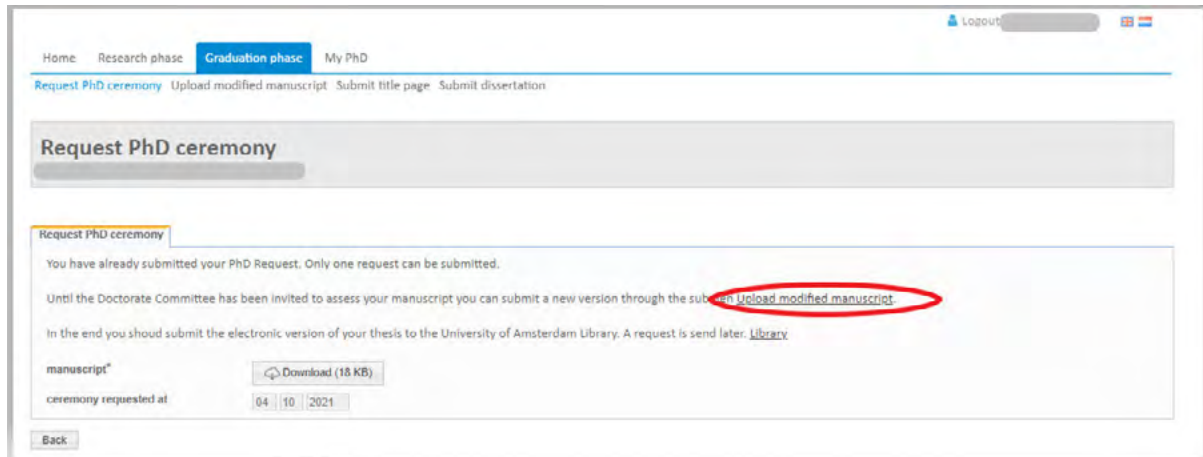 Logout
Home Research phase Graduation phase My PhD
Request PhD ceremony Upload modified manuscript Submit title page Submit dissertation
Request PhD ceremony
Request PhD ceremony
You have already submitted your PhD Request. Only one request can be submitted.
Until the Doctorate Committee has been invited to assess your manuscript you can submit a new version through the sub en Upload modified manuscript.
In the end you shoud submit the electronic version of your thesis to the University of Amsterdam Library. A request is send later. Library
manuscript* Download (18 KB)
ceremony requested at 04 10 2021
Back